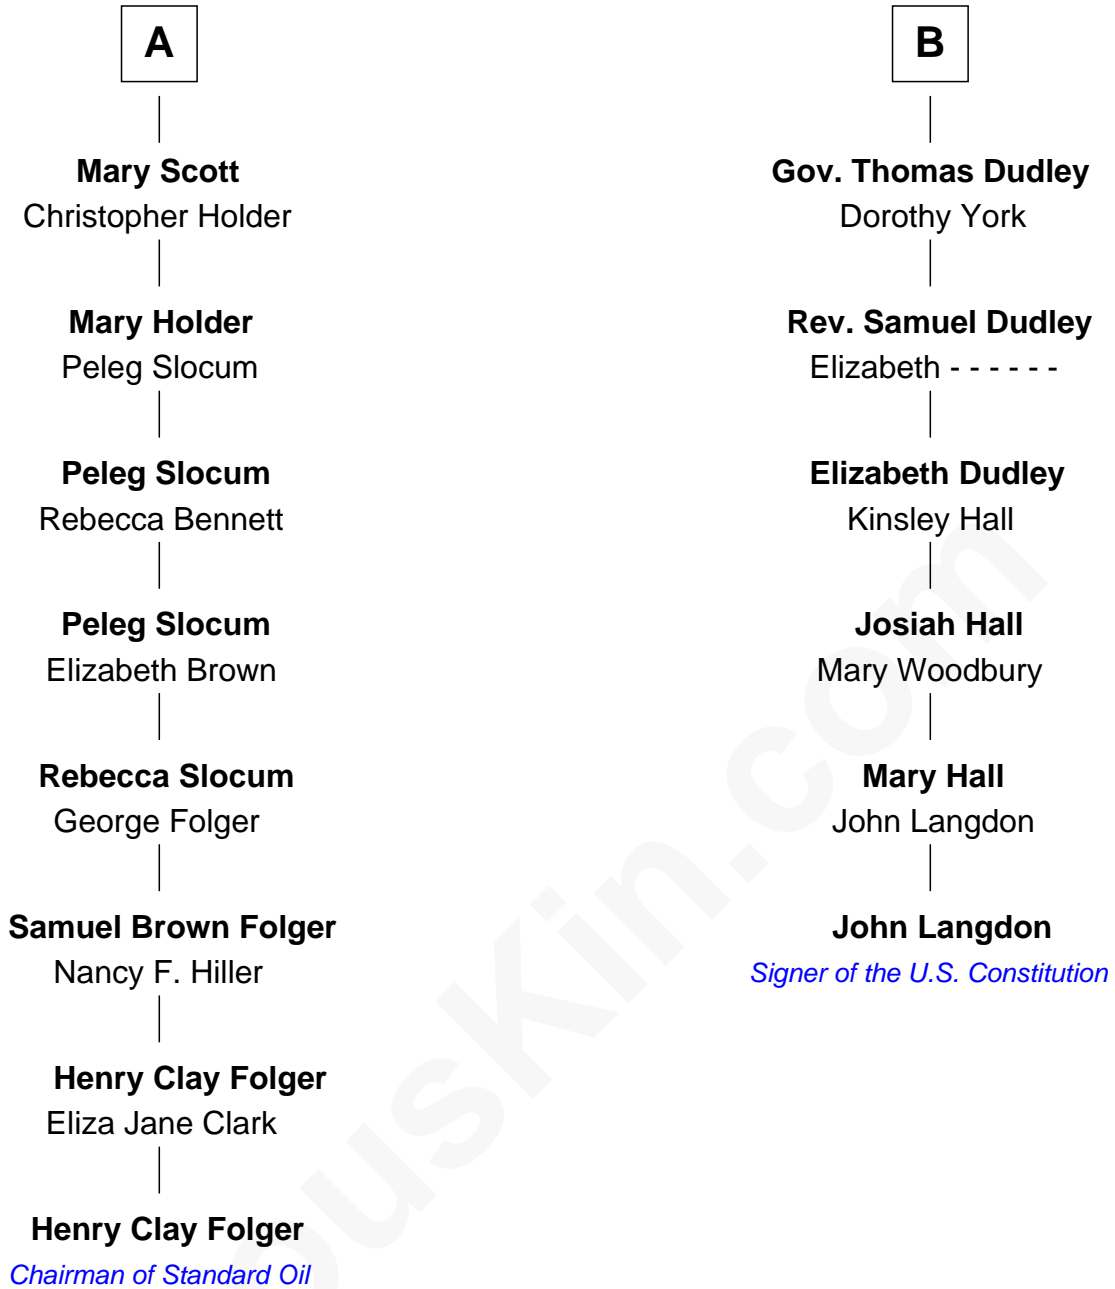 A
Mary Scott
Christopher Holder
Mary Holder
Peleg Slocum
Peleg Slocum
Rebecca Bennett
Peleg Slocum
Elizabeth Brown
Rebecca Slocum
George Folger
Samuel Brown Folger
Nancy F. Hiller
Henry Clay Folger
Eliza Jane Clark
Henry Clay Folger
Chairman of Standard Oil
B
Gov. Thomas Dudley
Dorothy York
Rev. Samuel Dudley
Elizabeth - - - - - -
Elizabeth Dudley
Kinsley Hall
Josiah Hall
Mary Woodbury
Mary Hall
John Langdon
John Langdon
Signer of the U.S. Constitution
ousKin.com